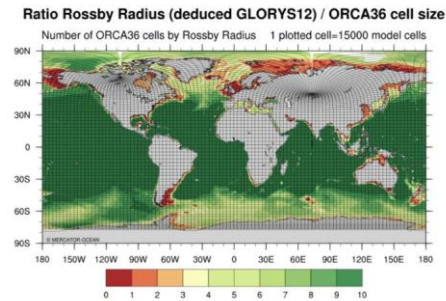 Ratio Rossby Radius (deduced GLORYS12) / ORCA36 cell size
Number of ORCA36 cells by Rossby Radius 1 plotted cell=15000 model cells
90N
60N
30N
0
30S
60S
90S
© MERCATOR OCEAN
180 150W 120W 90W 60W 30W 0 30E 60E 90E 120E 150E 180
0 1 2 3 4 5 6 7 8 9 10